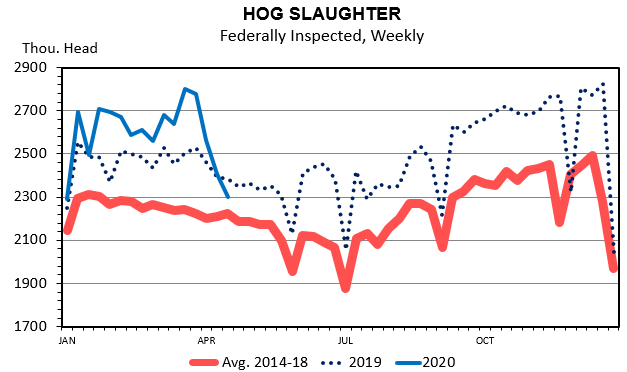 HOG SLAUGHTER
Federally Inspected, Weekly
Thou. Head
2900
2700
2500
2300
2100
1900
1700
JAN APR JUL OCT
Avg. 2014-18 2019 2020